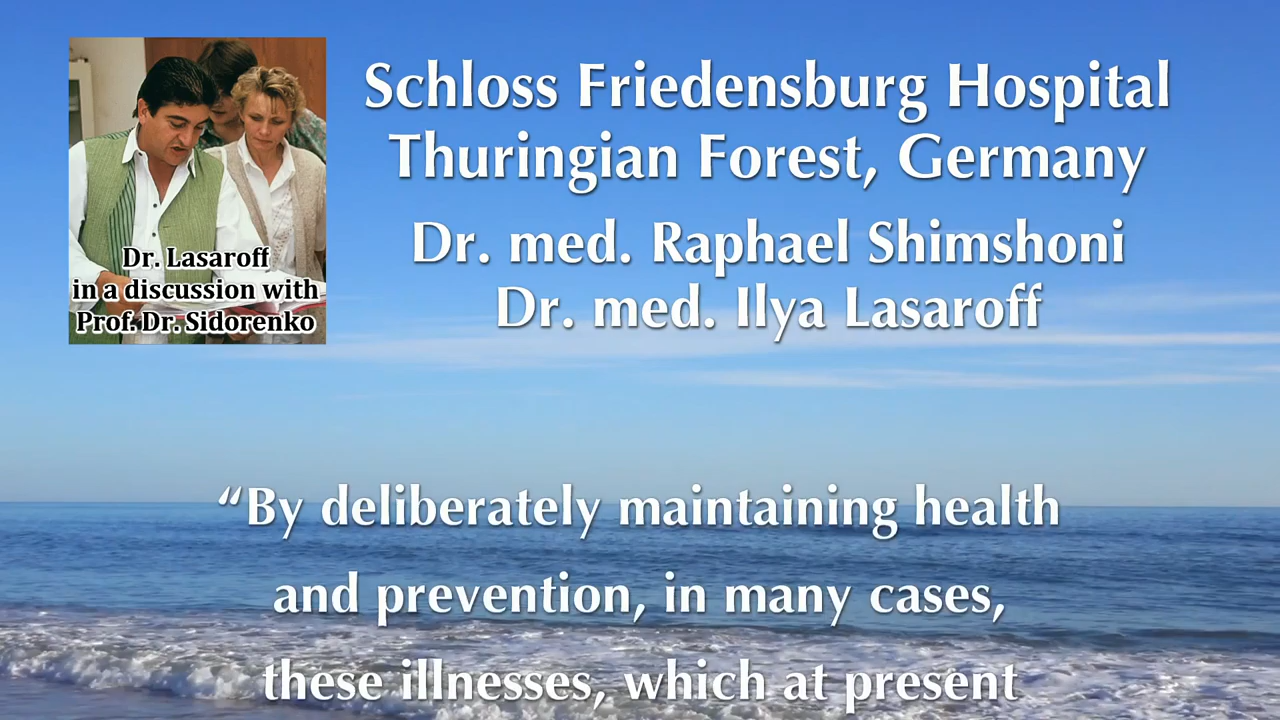 Schloss Friedensburg Hospital
Thuringian Forest, Germany
Dr. med. Raphael Shimshoni
Dr. med. Ilya Lasaroff
Dr. Lasaroff
in a discussion with
Prof. Dr. Sidorenko
“By deliberately maintaining health
and prevention, in many cases,
these illnesses, which at present